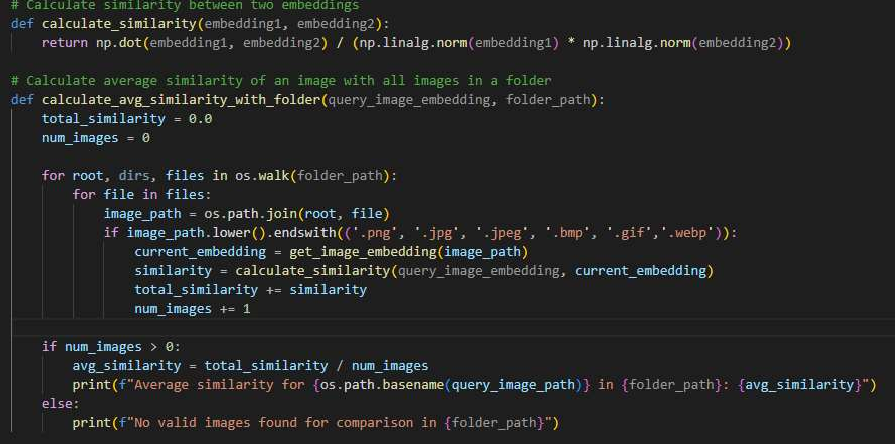 # Calculate similarity between two embeddings
def calculate_similarity(embedding1, embedding2):
    return np.dot(embedding1, embedding2) / (np.linalg.norm(embedding1) * np.linalg.norm(embedding2))
# Calculate average similarity of an image with all images in a folder
def calculate_avg_similarity_with_folder(query_image_embedding, folder_path):
    total_similarity = 0.0
    num_images = 0
    for root, dirs, files in os.walk(folder_path):
        for file in files:
            image_path = os.path.join(root, file)
            if image_path.lower().endswith(('.png', '.jpg', '.jpeg', '.bmp', '.gif','.webp')):
                current_embedding = get_image_embedding(image_path)
                similarity = calculate_similarity(query_image_embedding, current_embedding)
                total_similarity += similarity
                num_images += 1
    if num_images > 0:
        avg_similarity = total_similarity / num_images
        print(f"Average similarity for {os.path.basename(query_image_path)} in {folder_path}: {avg_similarity}")
    else:
        print(f"No valid images found for comparison in {folder_path}")